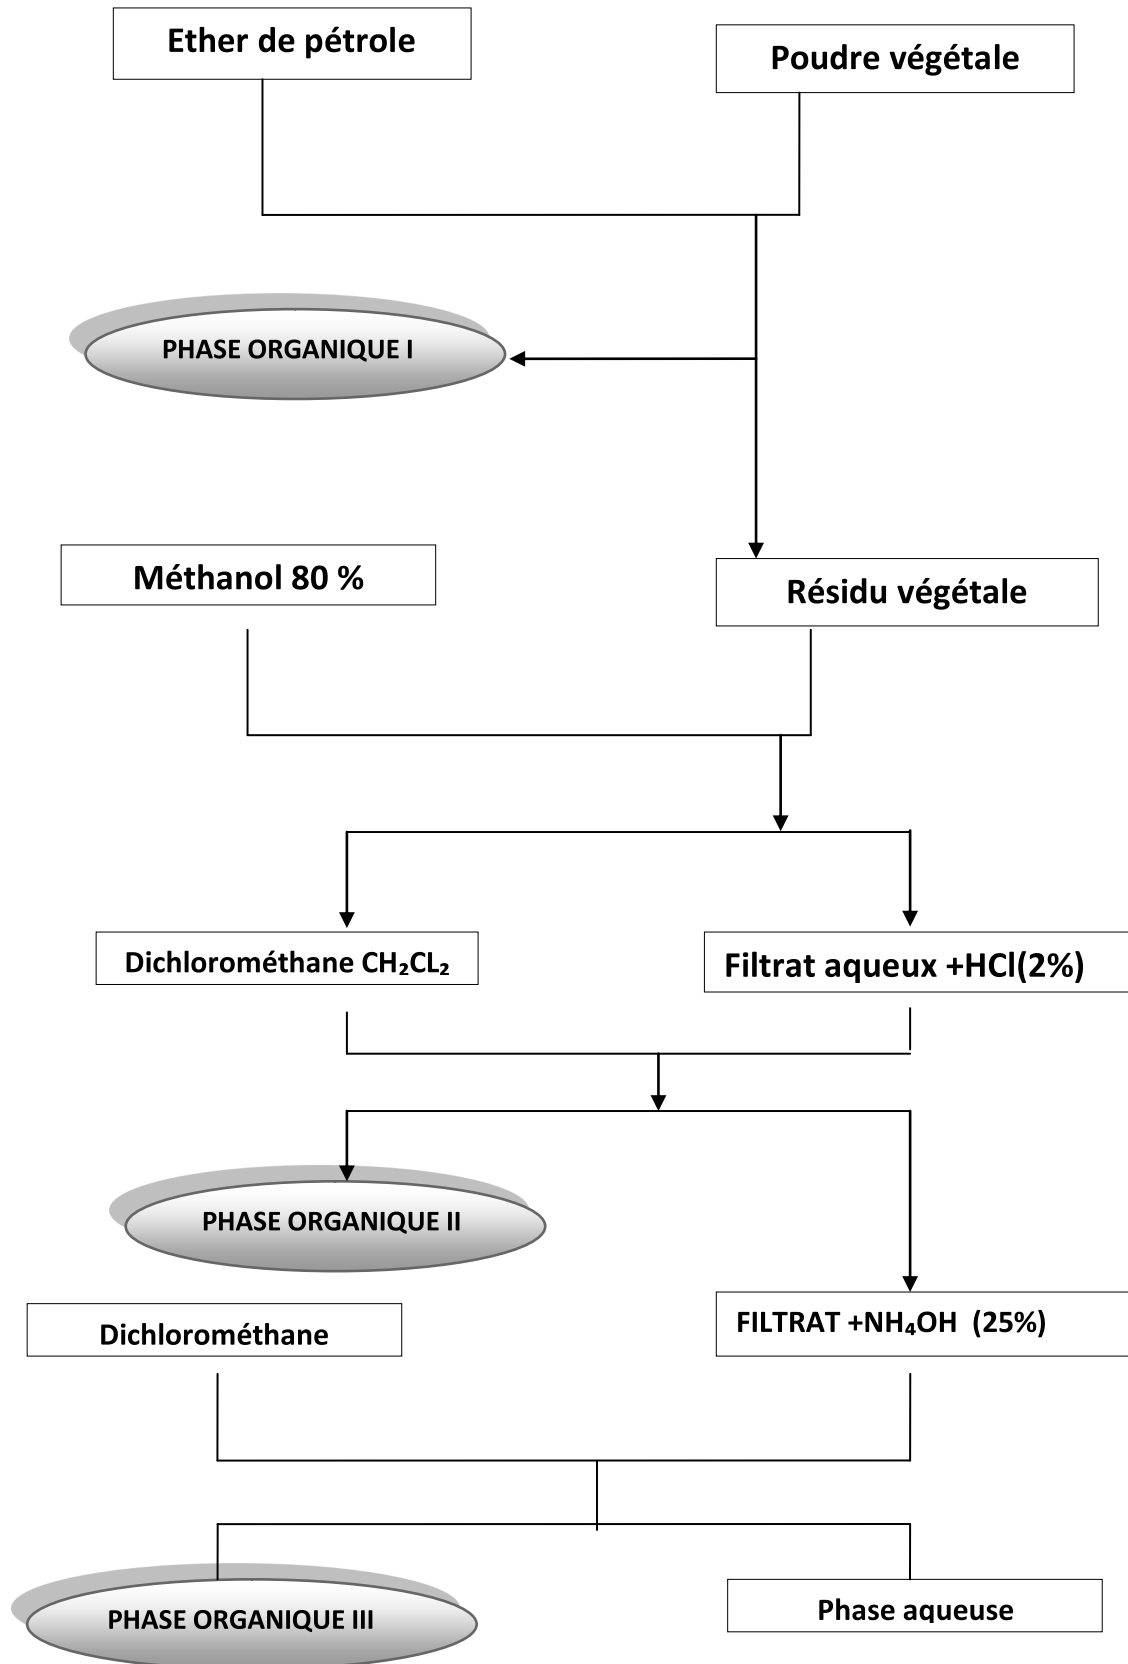 Ether de pétrole
Poudre végétale
PHASE ORGANIQUE I
Méthanol 80 %
Résidu végétale
Dichlorométhane CH₂CL₂
Filtrat aqueux +HCl(2%)
PHASE ORGANIQUE II
Dichlorométhane
FILTRAT +NH₄OH (25%)
PHASE ORGANIQUE III
Phase aqueuse